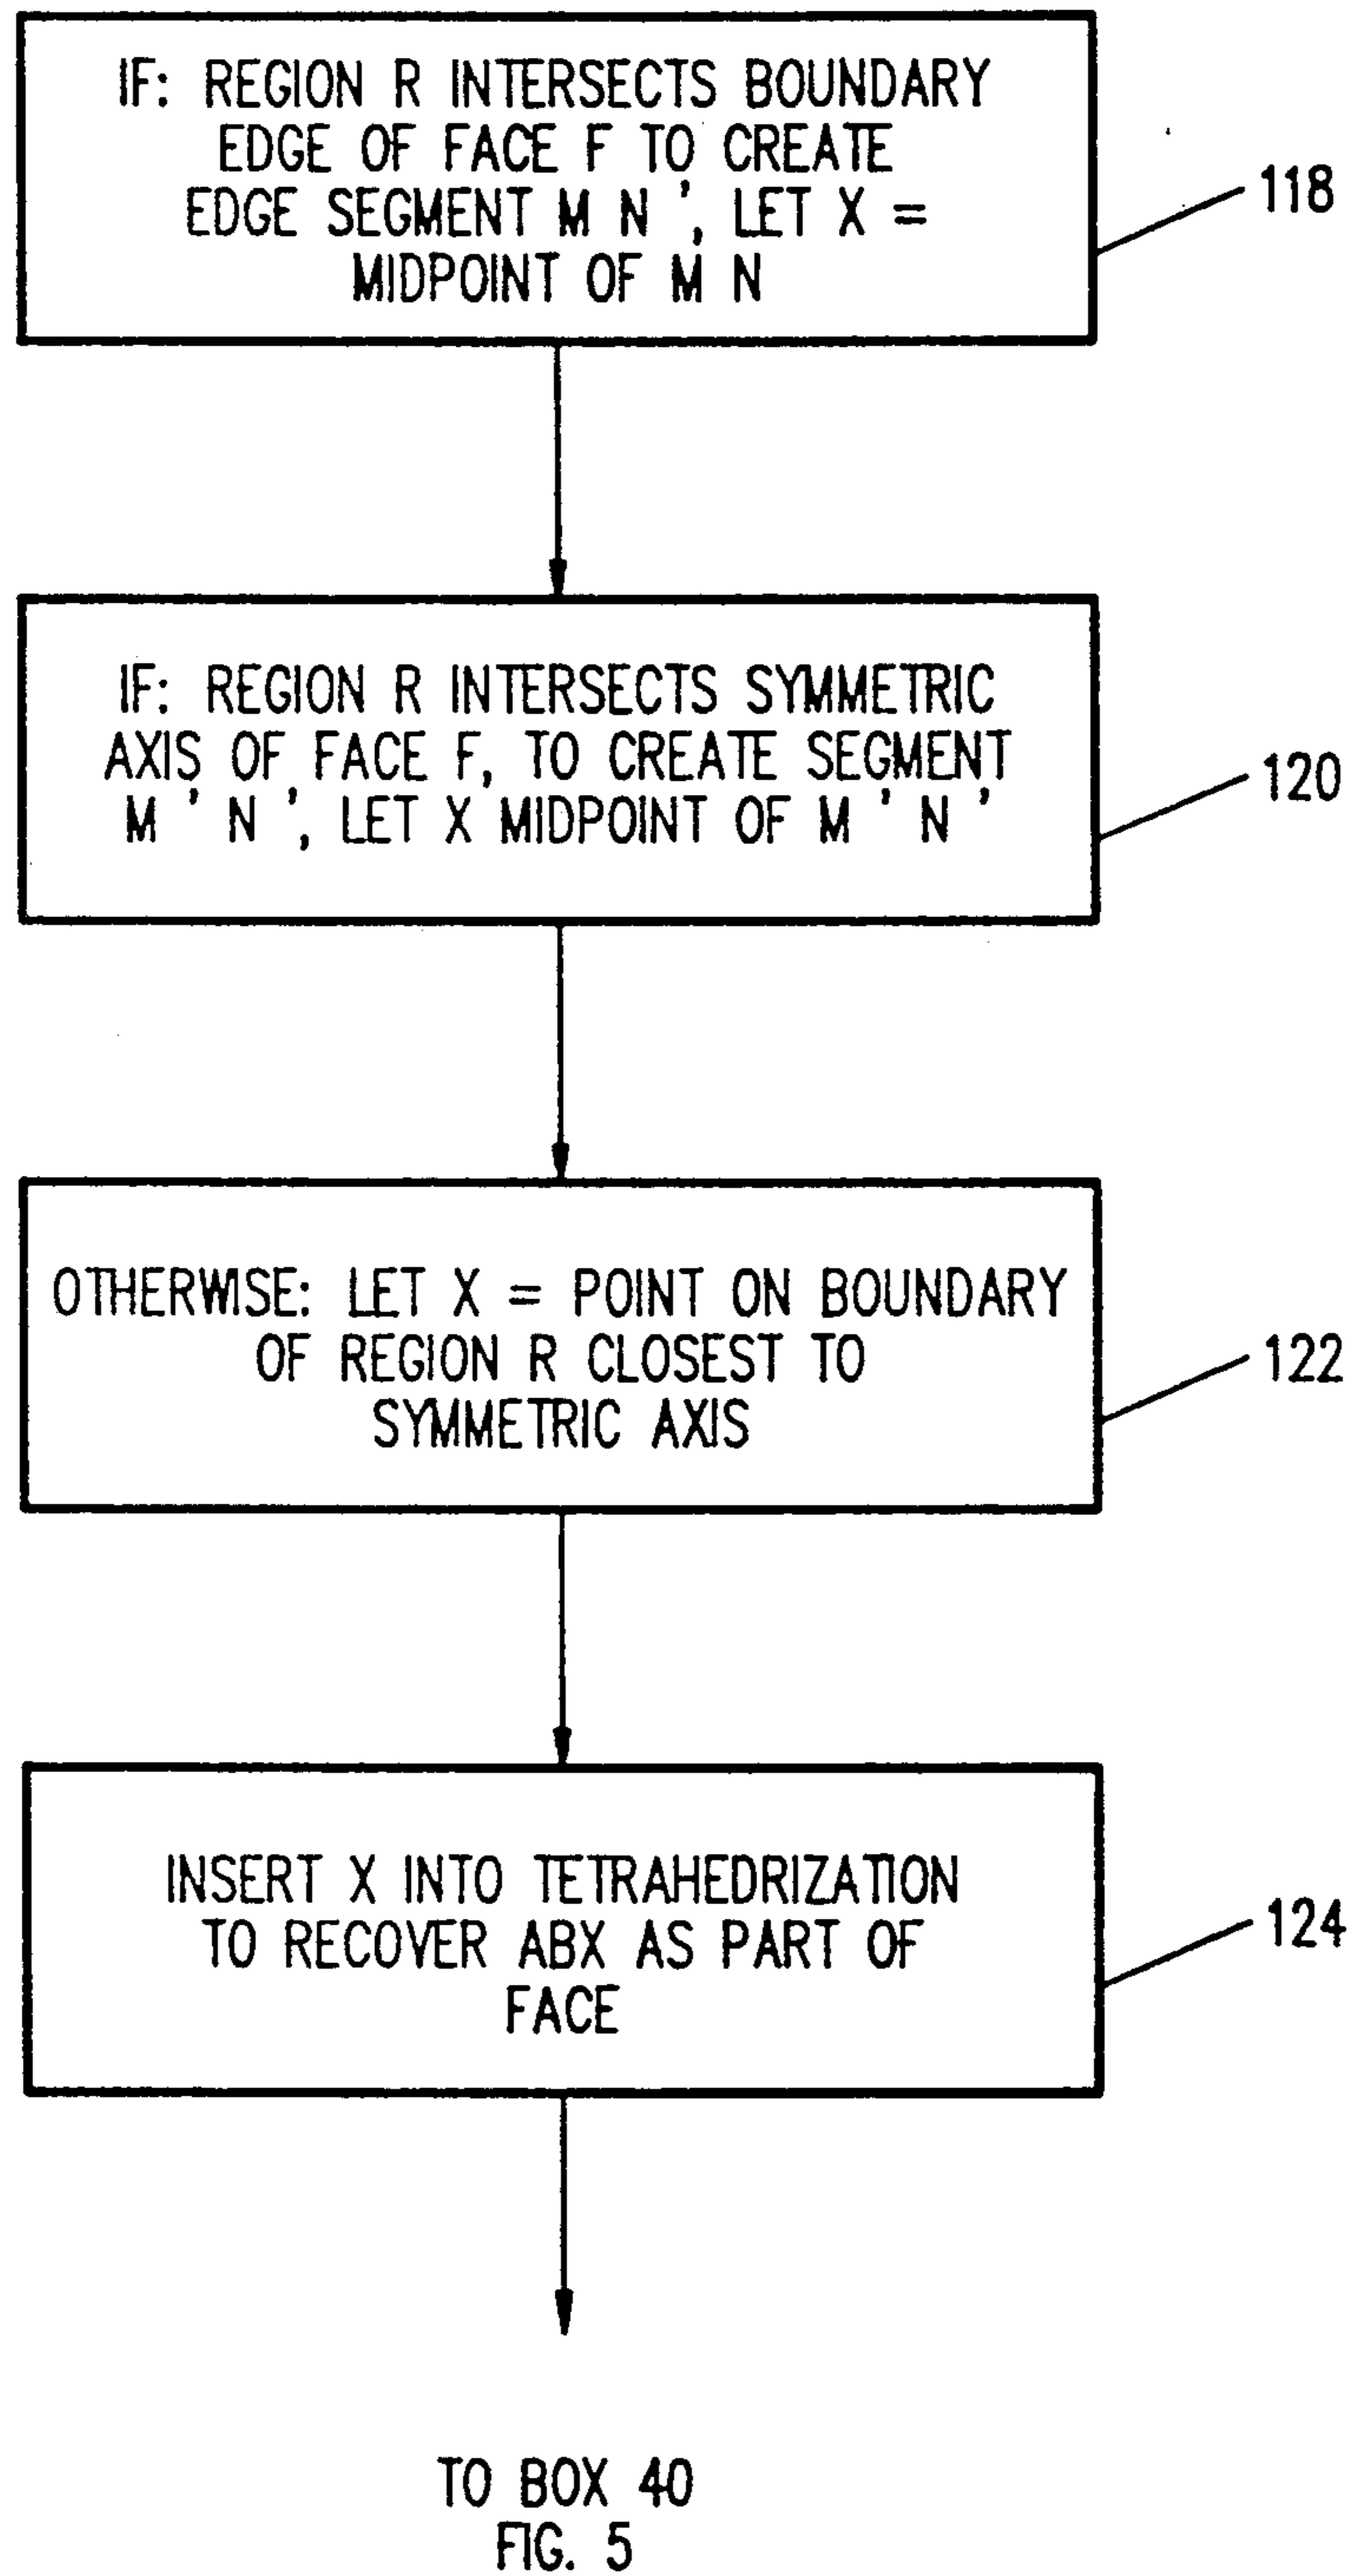 IF: REGION R INTERSECTS BOUNDARY
EDGE OF FACE F TO CREATE
EDGE SEGMENT M N ', LET X =
MIDPOINT OF M N
118
IF: REGION R INTERSECTS SYMMETRIC
AXIS OF FACE F, TO CREATE SEGMENT
M ' N ', LET X MIDPOINT OF M ' N '
120
OTHERWISE: LET X = POINT ON BOUNDARY
OF REGION R CLOSEST TO
SYMMETRIC AXIS
122
INSERT X INTO TETRAHEDRIZATION
TO RECOVER ABX AS PART OF
FACE
124
TO BOX 40
FIG. 5